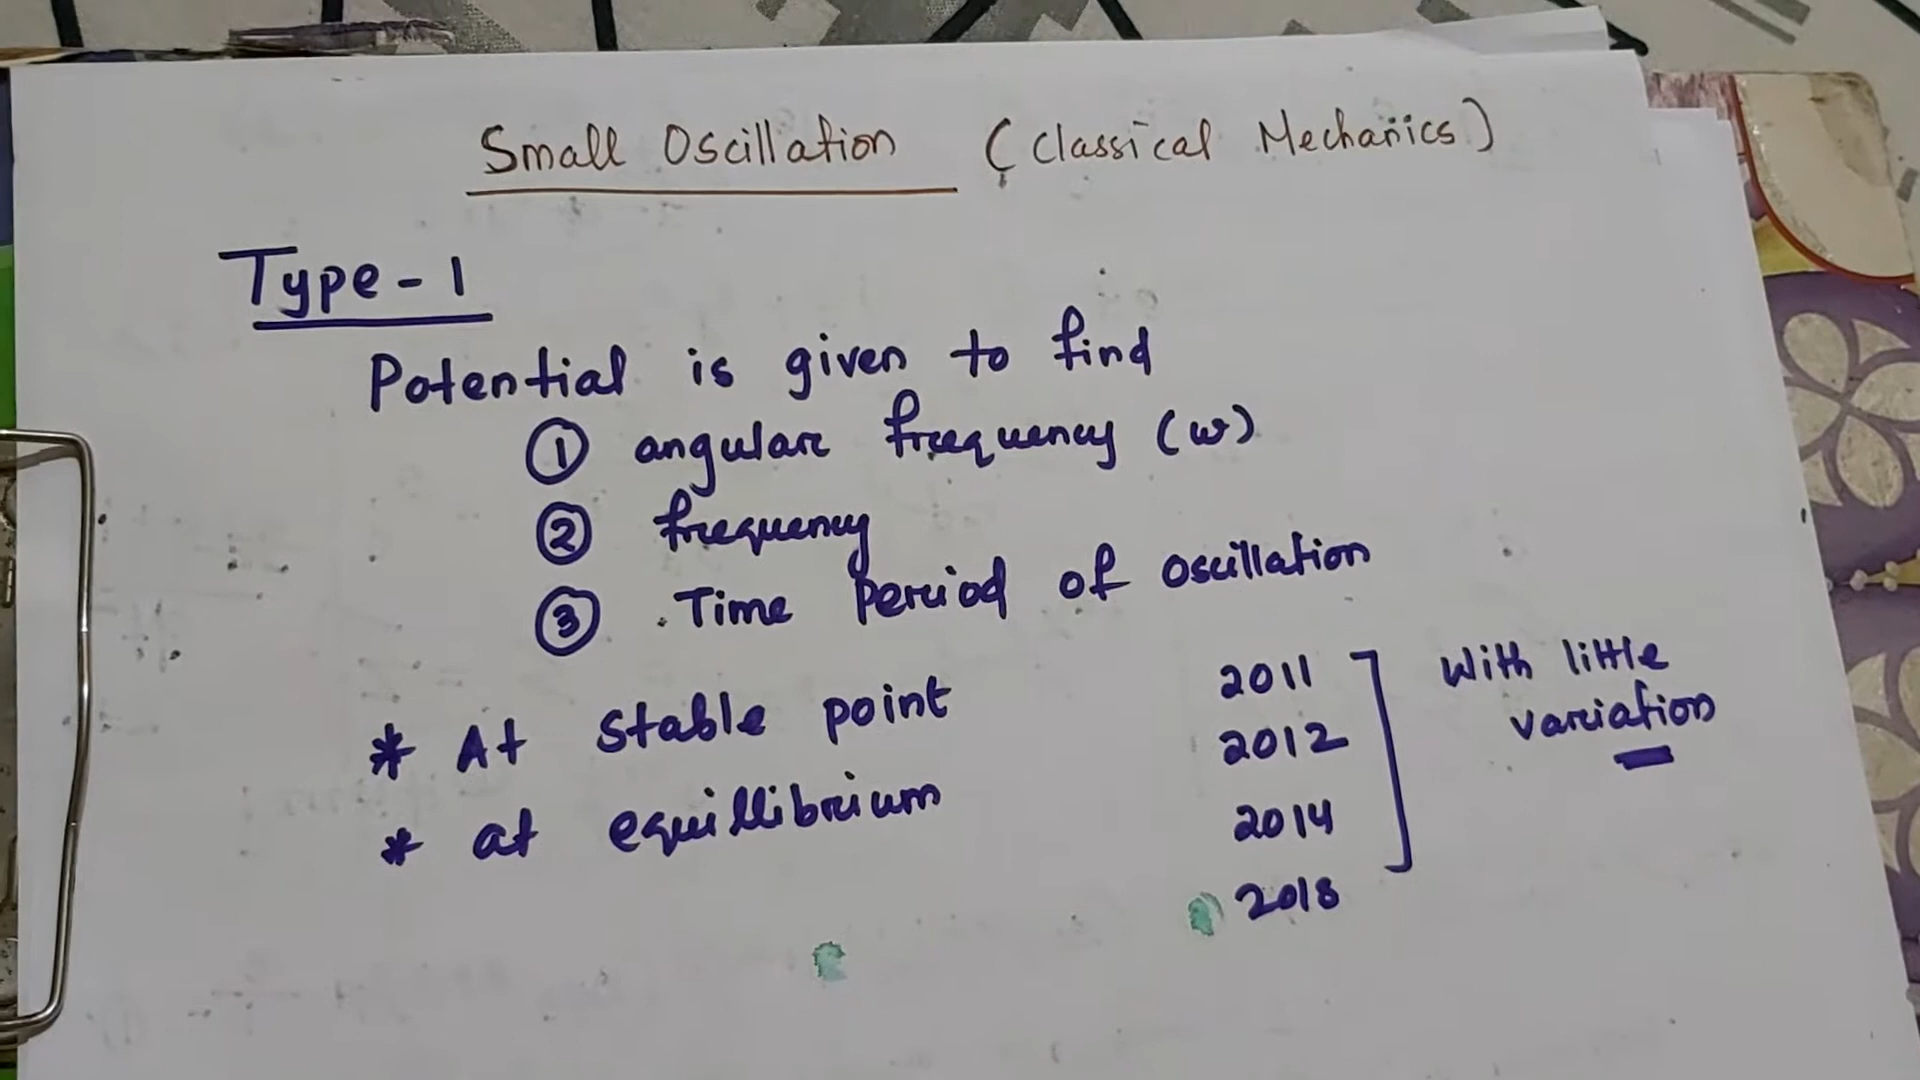 Small Oscillation (Classical Mechanics)
Type-1
Potential is given to find
① angular frequency (ω)
② frequency
③ Time Period of oscillation
* At stable point
* at equillibrium
2011
2012
2014
2018
With little
variation